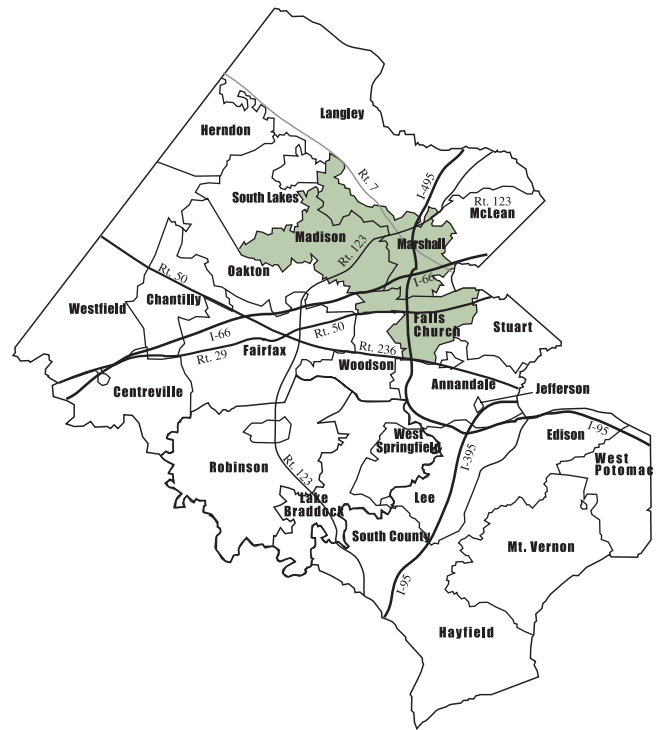 Langley
Herndon
Rt. 7
I-495
South Lakes
Rt. 123
McLean
Madison
Rt. 123
Marshall
Oakton
Rt. 50
I-66
Westfield
Chantilly
Falls
Church
Stuart
I-66
Rt. 50
Rt. 29
Fairfax
Rt. 236
Woodson
Annandale
Jefferson
Centreville
West
Springfield
Edison
I-95
West
Potomac
Robinson
Rt. 123
I-395
Lake
Braddock
Lee
South County
Mt. Vernon
I-95
Hayfield